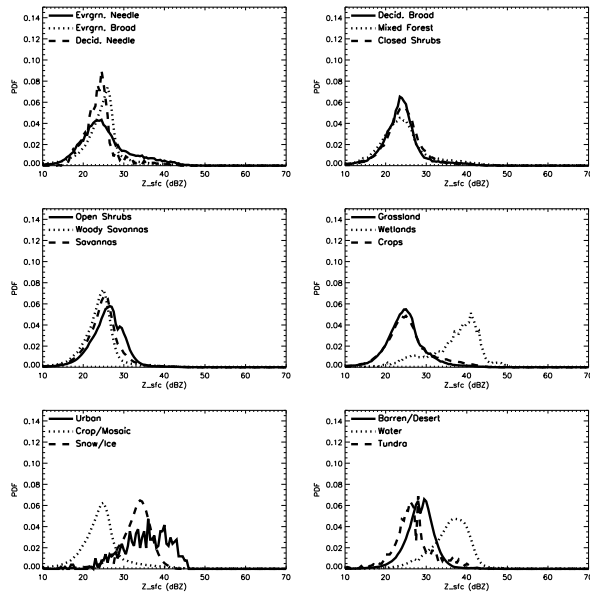 0.14
0.12
0.10
0.08
0.06
0.04
0.02
0.00
PDF
Evrgrn. Needle
Evrgrn. Broad
Decid. Needle
10 20 30 40 50 60 70
Z_sfc (dBZ)
0.14
0.12
0.10
0.08
0.06
0.04
0.02
0.00
PDF
Decid. Broad
Mixed Forest
Closed Shrubs
10 20 30 40 50 60 70
Z_sfc (dBZ)
0.14
0.12
0.10
0.08
0.06
0.04
0.02
0.00
PDF
Open Shrubs
Woody Savannas
Savannas
10 20 30 40 50 60 70
Z_sfc (dBZ)
0.14
0.12
0.10
0.08
0.06
0.04
0.02
0.00
PDF
Grassland
Wetlands
Crops
10 20 30 40 50 60 70
Z_sfc (dBZ)
0.14
0.12
0.10
0.08
0.06
0.04
0.02
0.00
PDF
Urban
Crop/Mosaic
Snow/Ice
10 20 30 40 50 60 70
Z_sfc (dBZ)
0.14
0.12
0.10
0.08
0.06
0.04
0.02
0.00
PDF
Barren/Desert
Water
Tundra
10 20 30 40 50 60 70
Z_sfc (dBZ)